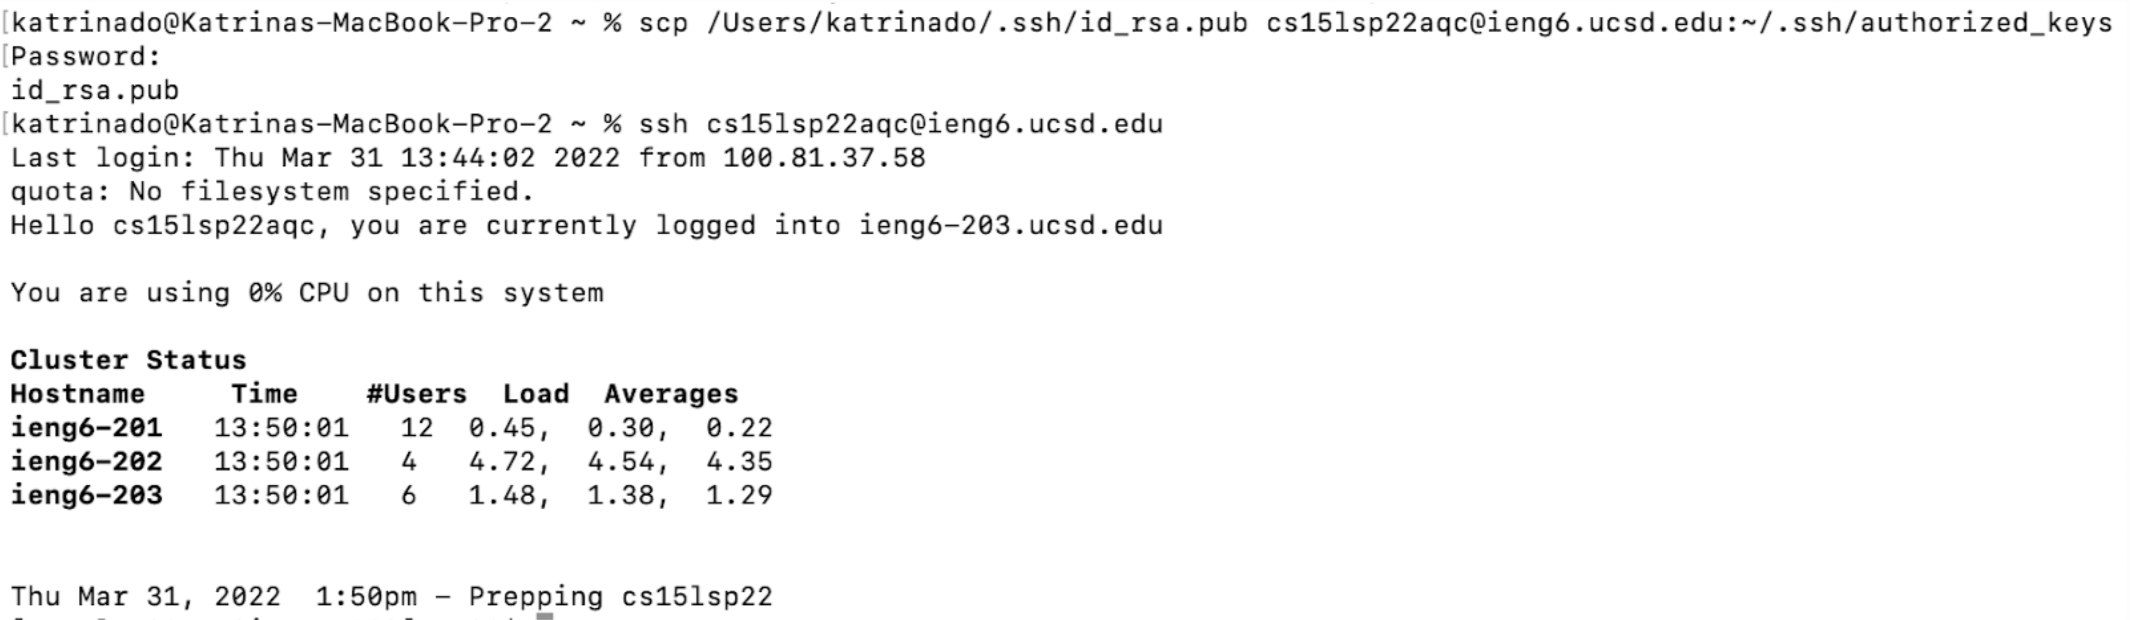 [katrinado@Katrinas-MacBook-Pro-2 ~ % scp /Users/katrinado/.ssh/id_rsa.pub cs15lsp22aqc@ieng6.ucsd.edu:~/.ssh/authorized_keys
[Password:
id_rsa.pub
[katrinado@Katrinas-MacBook-Pro-2 ~ % ssh cs15lsp22aqc@ieng6.ucsd.edu
Last login: Thu Mar 31 13:44:02 2022 from 100.81.37.58
quota: No filesystem specified.
Hello cs15lsp22aqc, you are currently logged into ieng6-203.ucsd.edu
You are using 0% CPU on this system
Cluster Status
Hostname     Time    #Users  Load  Averages
ieng6-201   13:50:01   12  0.45,  0.30,  0.22
ieng6-202   13:50:01   4   4.72,  4.54,  4.35
ieng6-203   13:50:01   6   1.48,  1.38,  1.29
Thu Mar 31, 2022  1:50pm - Prepping cs15lsp22